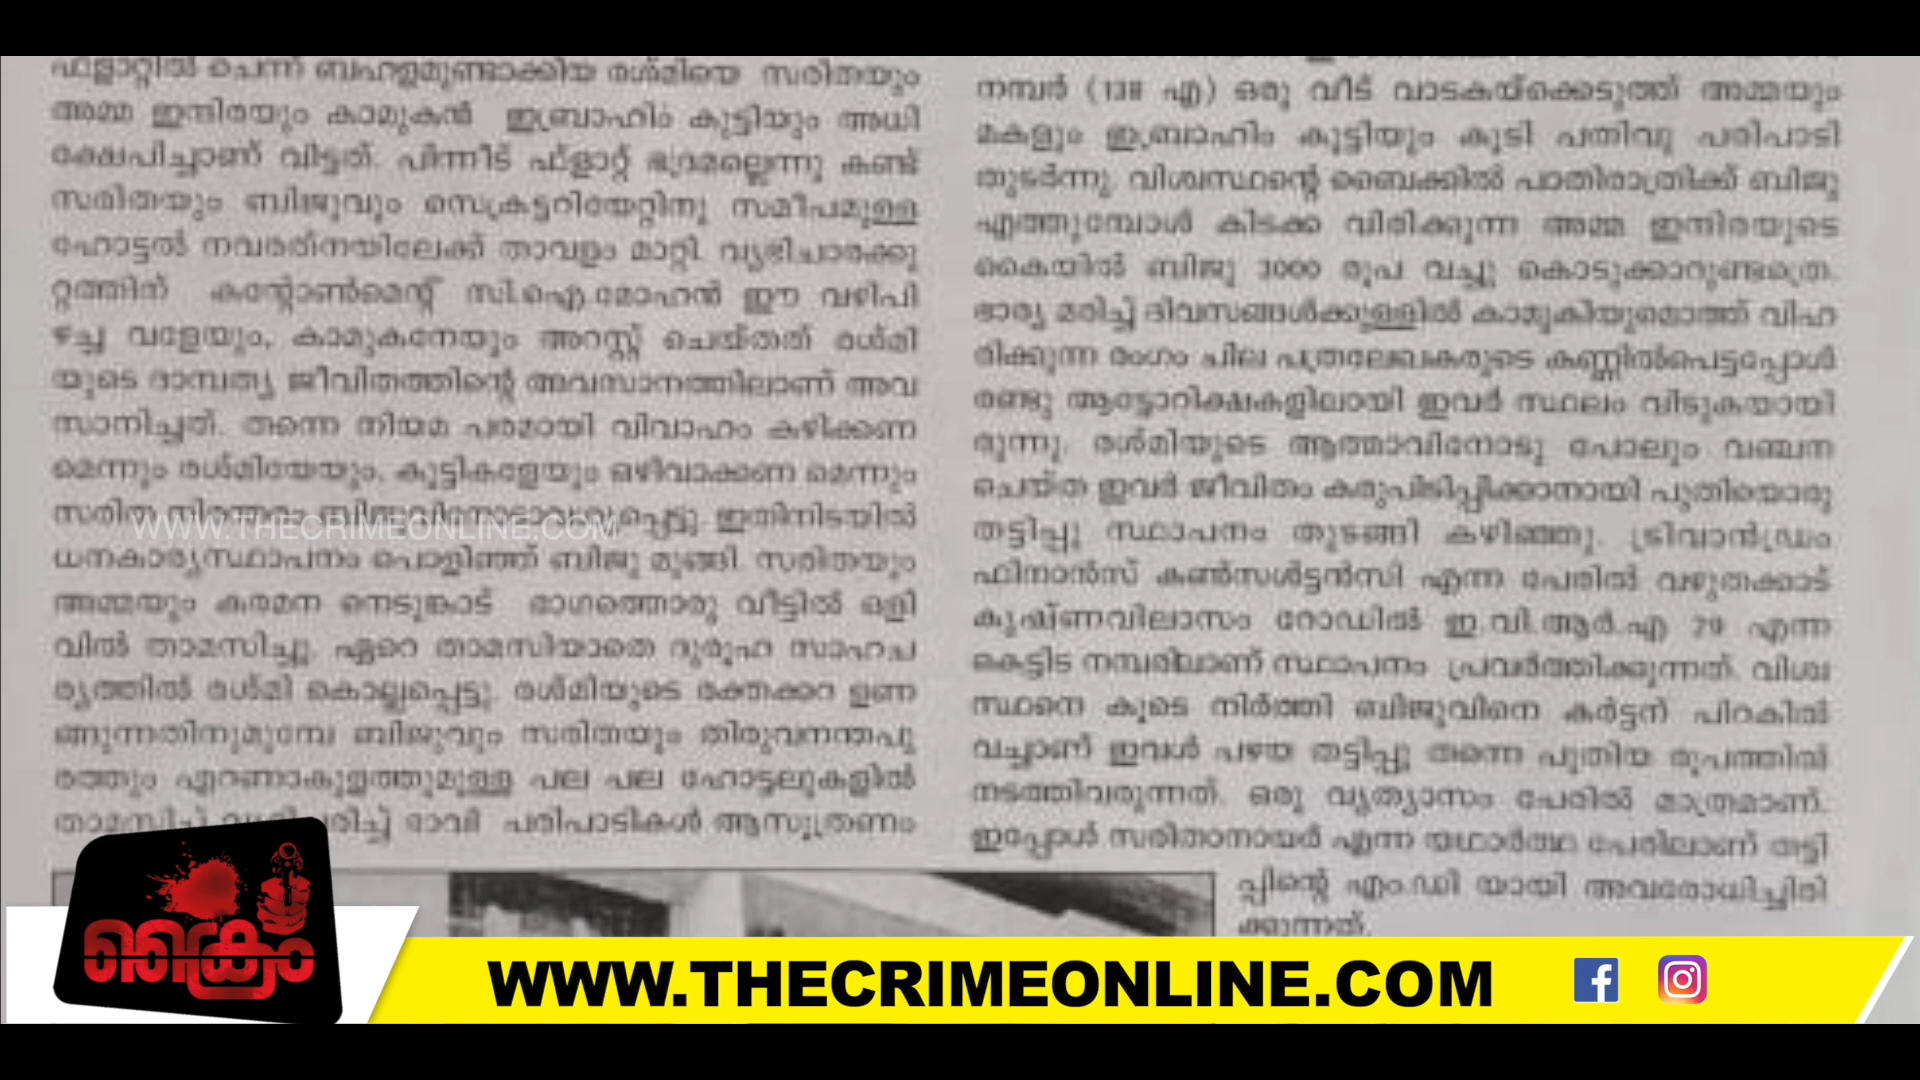 ഫ്ളാറ്റിൽ ചെന്ന് ബഹളമുണ്ടാക്കിയ രശ്മിയെ സരിതയും
അമ്മ ഇന്ദിരയും കാമുകൻ ഇബ്രാഹിം കുട്ടിയും അധി
ക്ഷേപിച്ചാണ് വിട്ടത്. പിന്നീട് ഫ്ളാറ്റ് ഭദ്രമല്ലെന്നു കണ്ട്
സരിതയും ബിജുവും സെക്രട്ടറിയേറ്റിനു സമീപമുള്ള
ഹോട്ടൽ നവരത്നയിലേക്ക് താവളം മാറ്റി. വ്യഭിചാരക്കു
റ്റത്തിന് കന്റോൺമെന്റ് സി.ഐ.മോഹൻ ഈ വഴിപി
ഴച്ച വളേയും, കാമുകനേയും അറസ്റ്റ് ചെയ്തത് രശ്മി
യുടെ ദാമ്പത്യ ജീവിതത്തിന്റെ അവസാനത്തിലാണ് അവ
സാനിച്ചത്. തന്നെ നിയമ പരമായി വിവാഹം കഴിക്കണ
മെന്നും രശ്മിയേയും, കുട്ടികളേയും ഒഴിവാക്കണ മെന്നും
സരിത നിരന്തരം ബിജുവിനോടാവശ്യപ്പെട്ടു. ഇതിനിടയിൽ
ധനകാര്യസ്ഥാപനം പൊളിഞ്ഞ് ബിജു മുങ്ങി. സരിതയും
അമ്മയും കരമന നെടുങ്കാട് ഭാഗത്തൊരു വീട്ടിൽ ഒളി
വിൽ താമസിച്ചു. ഏറെ താമസിയാതെ ദുരൂഹ സാഹച
ര്യത്തിൽ രശ്മി കൊല്ലപ്പെട്ടു. രശ്മിയുടെ രക്തക്കറ ഉണ
ങ്ങുന്നതിനുമുമ്പേ ബിജുവും സരിതയും തിരുവനന്തപു
രത്തും എറണാകുളത്തുമുള്ള പല പല ഹോട്ടലുകളിൽ
താമസിച്ച് ഭാവി പരിപാടികൾ ആസൂത്രണം
നമ്പർ (138 എ) ഒരു വീട് വാടകയ്ക്കെടുത്ത് അമ്മയും
മകളും ഇബ്രാഹിം കുട്ടിയും കൂടി പതിവു പരിപാടി
തുടർന്നു. വിശ്വസ്ഥന്റെ ബൈക്കിൽ പാതിരാത്രിക്ക് ബിജു
എത്തുമ്പോൾ കിടക്ക വിരിക്കുന്ന അമ്മ ഇന്ദിരയുടെ
കൈയിൽ ബിജു 3000 രൂപ വച്ചു കൊടുക്കാറുണ്ടത്രെ.
ഭാര്യ മരിച്ച് ദിവസങ്ങൾക്കുള്ളിൽ കാമുകിയുമൊത്ത് വിഹ
രിക്കുന്ന രംഗം ചില പത്രലേഖകരുടെ കണ്ണിൽപെട്ടപ്പോൾ
രണ്ടു ആട്ടോറിക്ഷകളിലായി ഇവർ സ്ഥലം വിടുകയായി
രുന്നു. രശ്മിയുടെ ആത്മാവിനോടു പോലും വഞ്ചന
ചെയ്ത ഇവർ ജീവിതം കരുപിടിപ്പിക്കാനായി പുതിയൊരു
തട്ടിപ്പു സ്ഥാപനം തുടങ്ങി കഴിഞ്ഞു. ട്രിവാൻഡ്രം
ഫിനാൻസ് കൺസൾട്ടൻസി എന്ന പേരിൽ വഴുതക്കാട്
കൃഷ്ണവിലാസം റോഡിൽ ഇ.വി.ആർ.എ 29 എന്ന
കെട്ടിട നമ്പരിലാണ് സ്ഥാപനം പ്രവർത്തിക്കുന്നത്. വിശ്വ
സ്ഥനെ കൂടെ നിർത്തി ബിജുവിനെ കർട്ടന് പിറകിൽ
വച്ചാണ് ഇവൾ പഴയ തട്ടിപ്പു തന്നെ പുതിയ രൂപത്തിൽ
നടത്തിവരുന്നത്. ഒരു വ്യത്യാസം പേരിൽ മാത്രമാണ്.
ഇപ്പോൾ സരിതാനായർ എന്ന യഥാർത്ഥ പേരിലാണ് തട്ടി
പ്പിന്റെ എം.ഡി യായി അവരോധിച്ചിരി
ക്കുന്നത്.
WWW.THECRIMEONLINE.COM
ക്രൈം
WWW.THECRIMEONLINE.COM